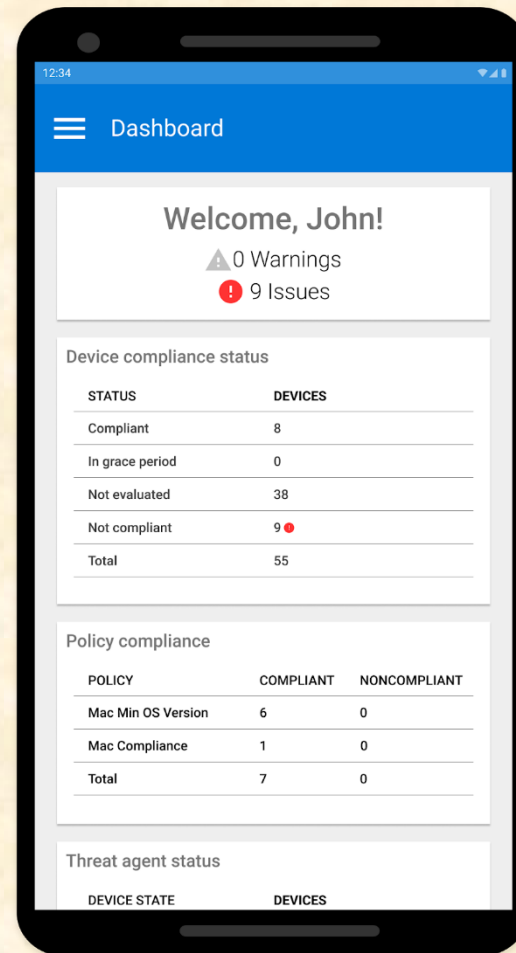 12:34
Dashboard
Welcome, John!
0 Warnings
9 Issues
Device compliance status
STATUS DEVICES
Compliant 8
In grace period 0
Not evaluated 38
Not compliant 9
Total 55
Policy compliance
POLICY COMPLIANT NONCOMPLIANT
Mac Min OS Version 6 0
Mac Compliance 1 0
Total 7 0
Threat agent status
DEVICE STATE DEVICES